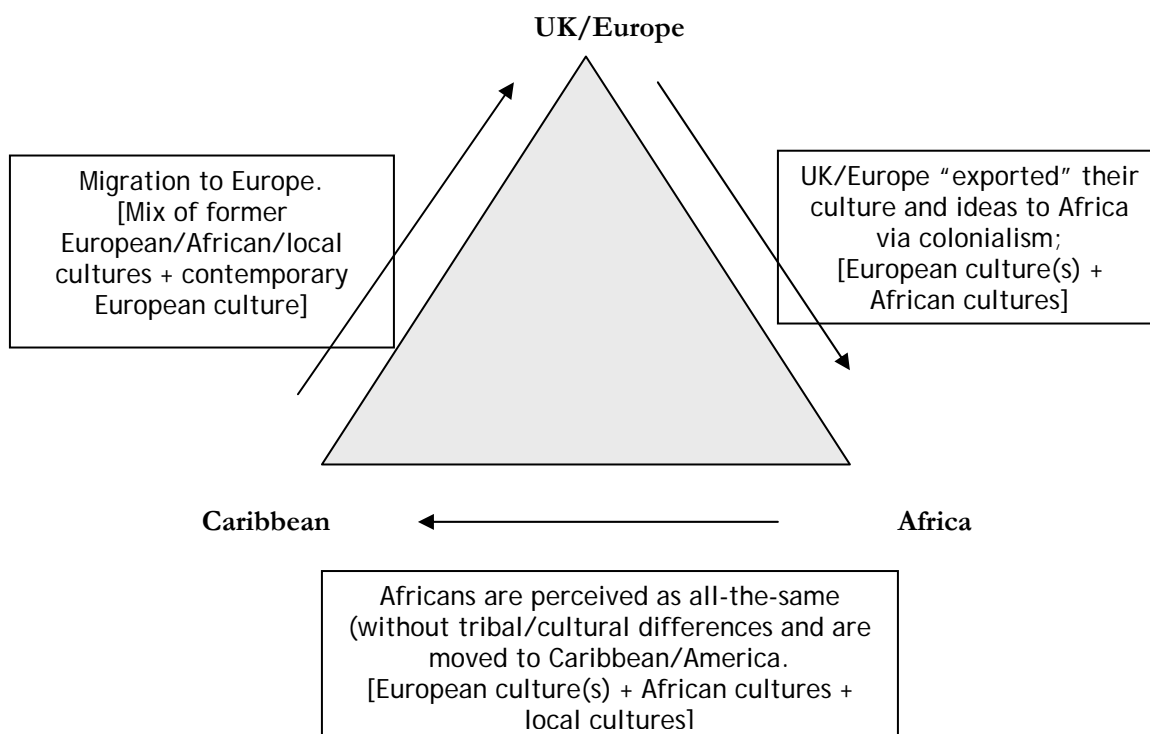 UK/Europe
Migration to Europe.
[Mix of former
European/African/local
cultures + contemporary
European culture]
UK/Europe “exported” their
culture and ideas to Africa
via colonialism;
[European culture(s) +
African cultures]
Caribbean
Africa
Africans are perceived as all-the-same
(without tribal/cultural differences and are
moved to Caribbean/America.
[European culture(s) + African cultures +
local cultures]